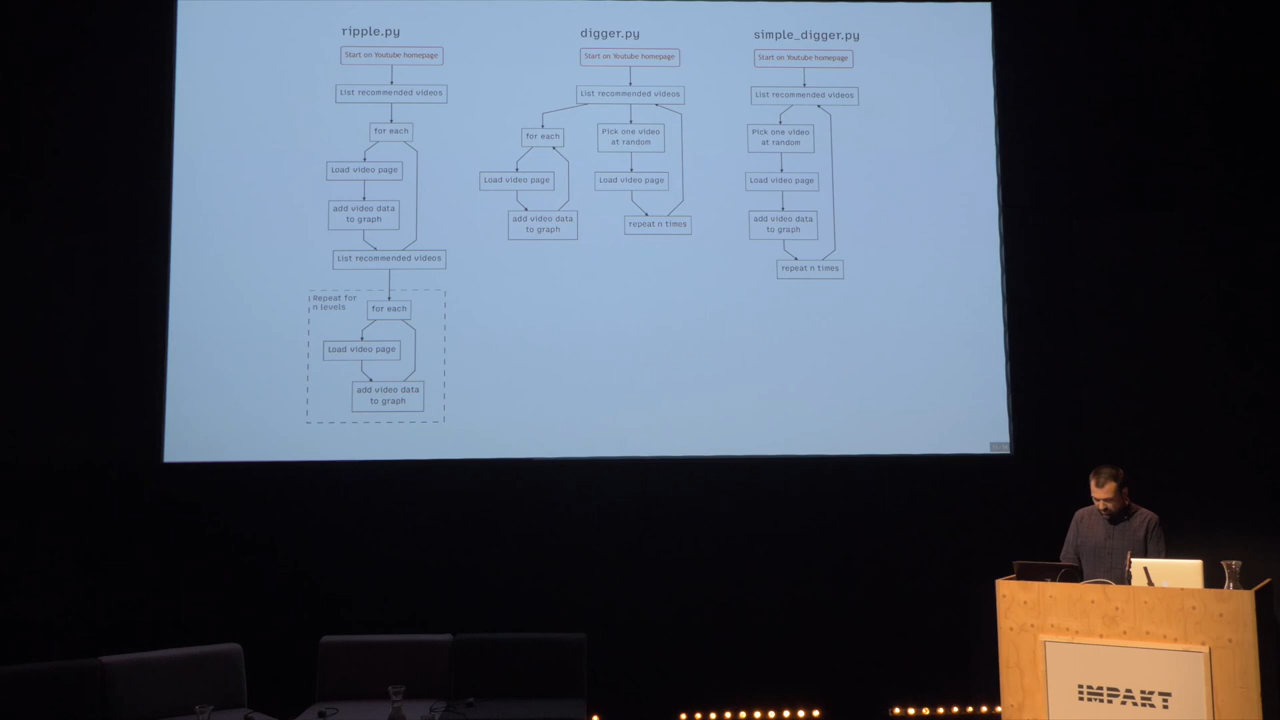 ripple.py
Start on Youtube homepage
List recommended videos
for each
Load video page
add video data
to graph
List recommended videos
Repeat for
n levels
for each
Load video page
add video data
to graph
digger.py
Start on Youtube homepage
List recommended videos
for each
Load video page
add video data
to graph
Pick one video
at random
Load video page
repeat n times
simple_digger.py
Start on Youtube homepage
List recommended videos
Pick one video
at random
Load video page
add video data
to graph
repeat n times
IMPAKT